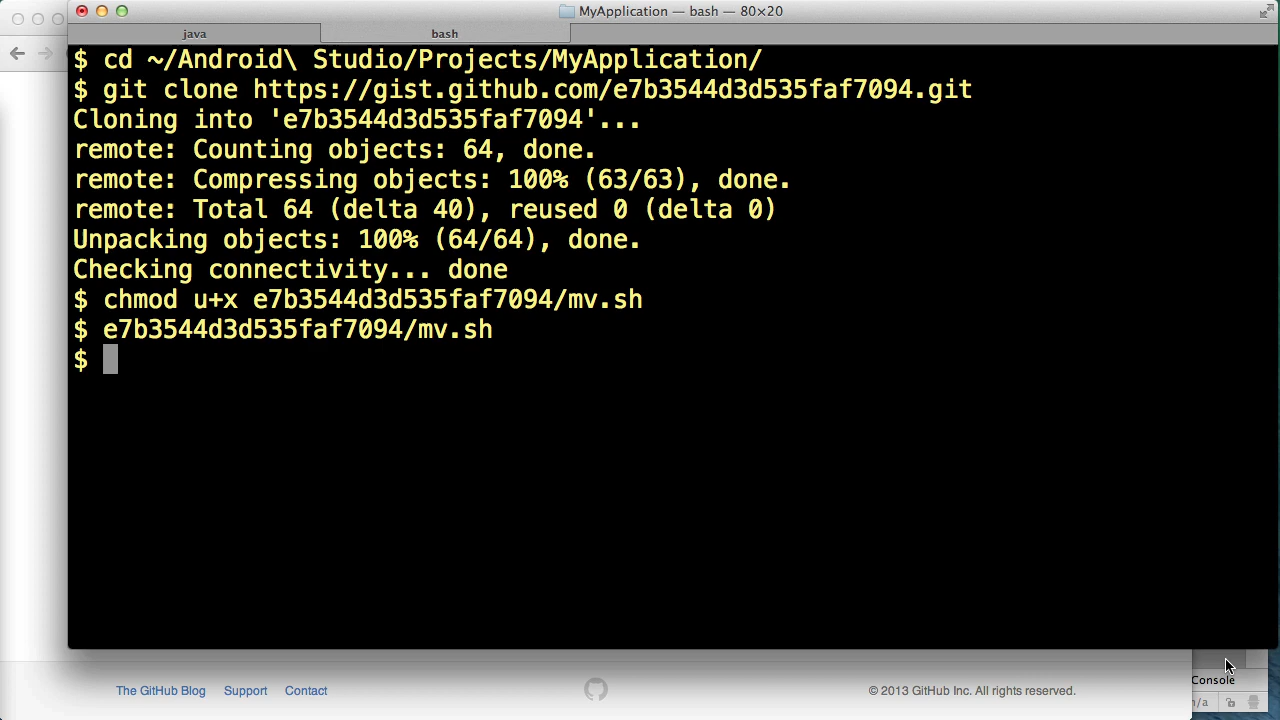 MyApplication — bash — 80×20
java
bash
$ cd ~/Android\ Studio/Projects/MyApplication/
$ git clone https://gist.github.com/e7b3544d3d535faf7094.git
Cloning into 'e7b3544d3d535faf7094'...
remote: Counting objects: 64, done.
remote: Compressing objects: 100% (63/63), done.
remote: Total 64 (delta 40), reused 0 (delta 0)
Unpacking objects: 100% (64/64), done.
Checking connectivity... done
$ chmod u+x e7b3544d3d535faf7094/mv.sh
$ e7b3544d3d535faf7094/mv.sh
$
Console
The GitHub Blog Support Contact © 2013 GitHub Inc. All rights reserved.
n/a